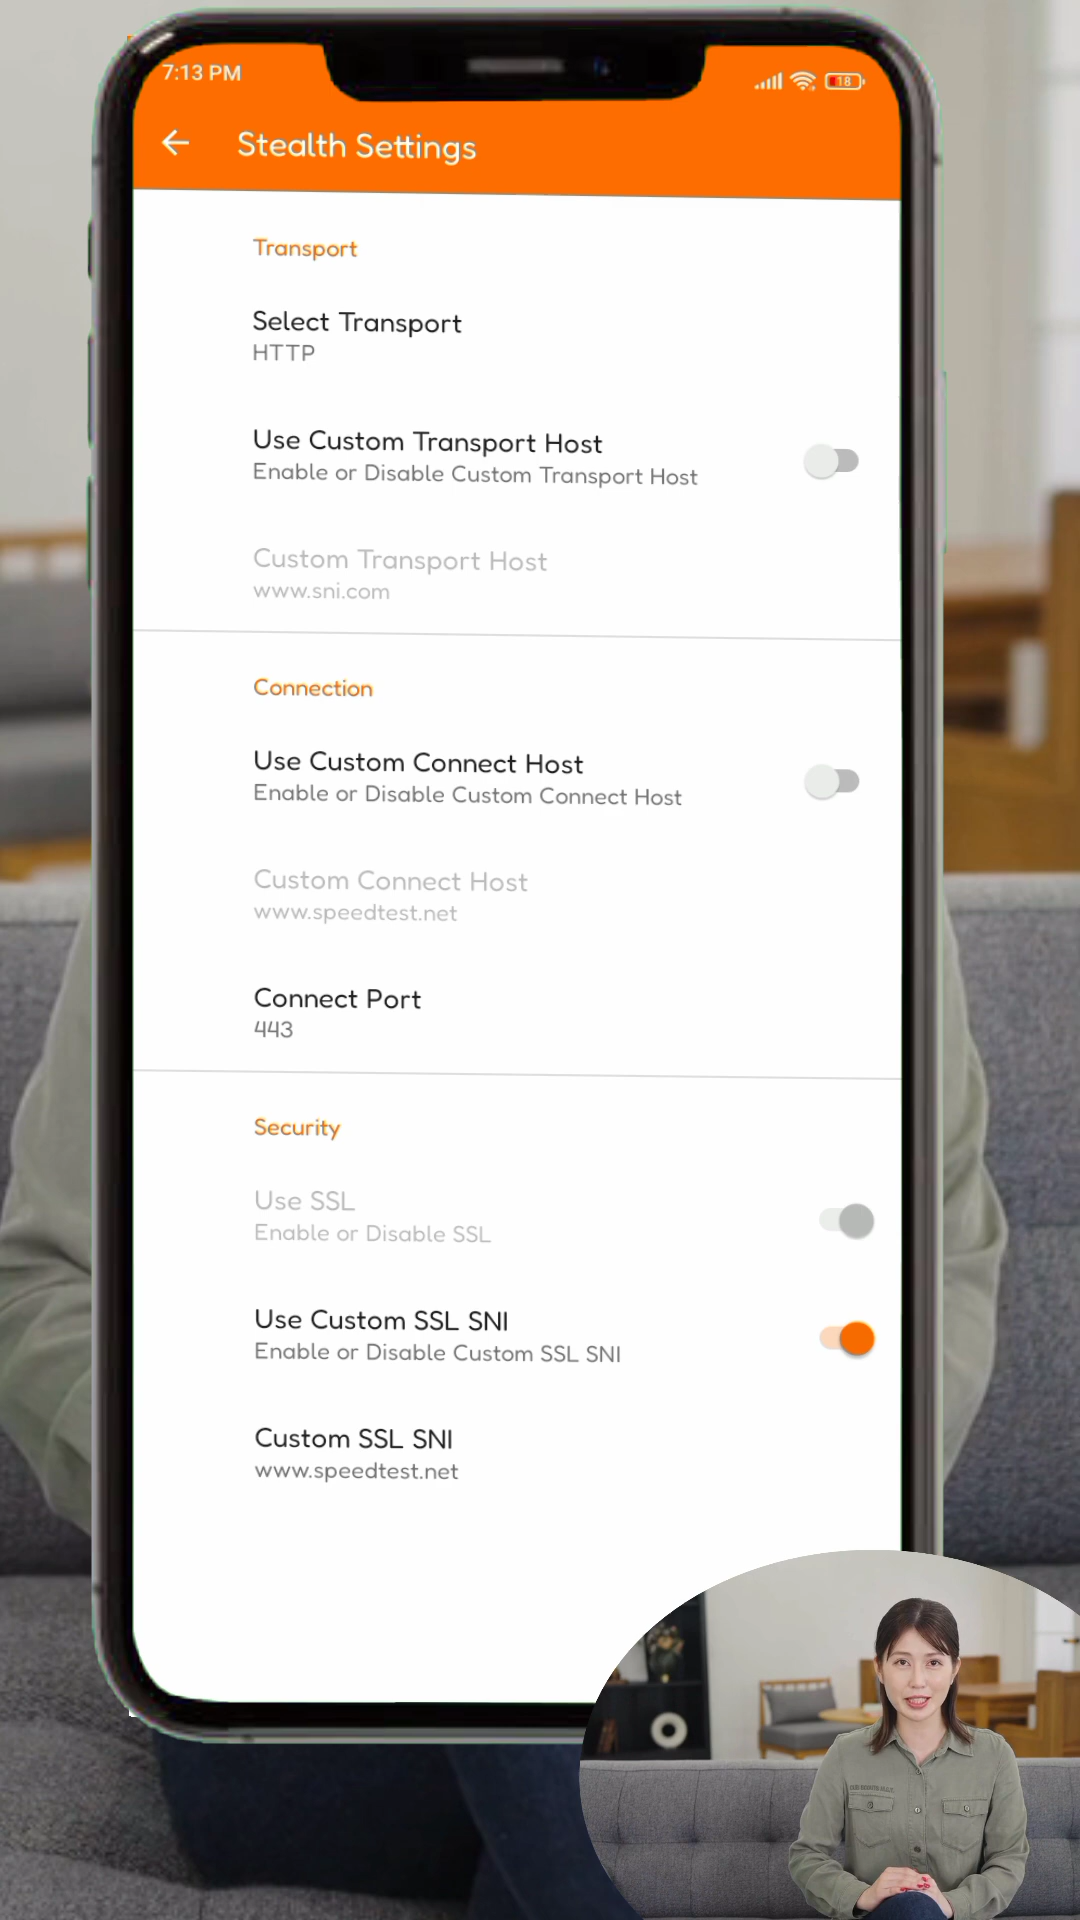 7:13 PM
18
Stealth Settings
Transport
Select Transport
HTTP
Use Custom Transport Host
Enable or Disable Custom Transport Host
Custom Transport Host
www.sni.com
Connection
Use Custom Connect Host
Enable or Disable Custom Connect Host
Custom Connect Host
www.speedtest.net
Connect Port
443
Security
Use SSL
Enable or Disable SSL
Use Custom SSL SNI
Enable or Disable Custom SSL SNI
Custom SSL SNI
www.speedtest.net